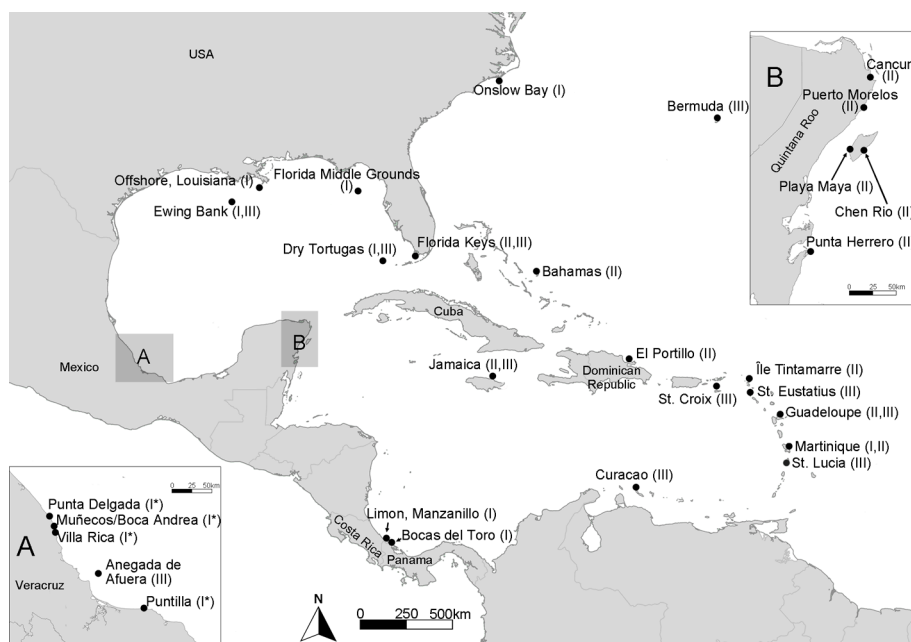 USA
Onslow Bay (I)
Bermuda (III)
B
Cancun
(II)
Puerto Morelos
(II)
Quintana Roo
Playa Maya (II)
Chen Rio (II)
Punta Herrero (II
0 25 50km
Offshore, Louisiana (I)
Florida Middle Grounds
(I)
Ewing Bank (I,III)
Dry Tortugas (I,III)
Florida Keys (II,III)
Bahamas (II)
Cuba
A
B
Mexico
Jamaica (II,III)
El Portillo (II)
Dominican
Republic
St. Croix (III)
Île Tintamarre (II)
St. Eustatius (III)
Guadeloupe (II,III)
Martinique (I,II)
St. Lucia (III)
Curacao (III)
Limon, Manzanillo (I)
Costa Rica
Bocas del Toro (I)
Panama
0 25 50km
Punta Delgada (I*)
Muñecos/Boca Andrea (I*)
Villa Rica (I*)
A
Anegada de
Afuera (III)
Veracruz
Puntilla (I*)
N
0 250 500km